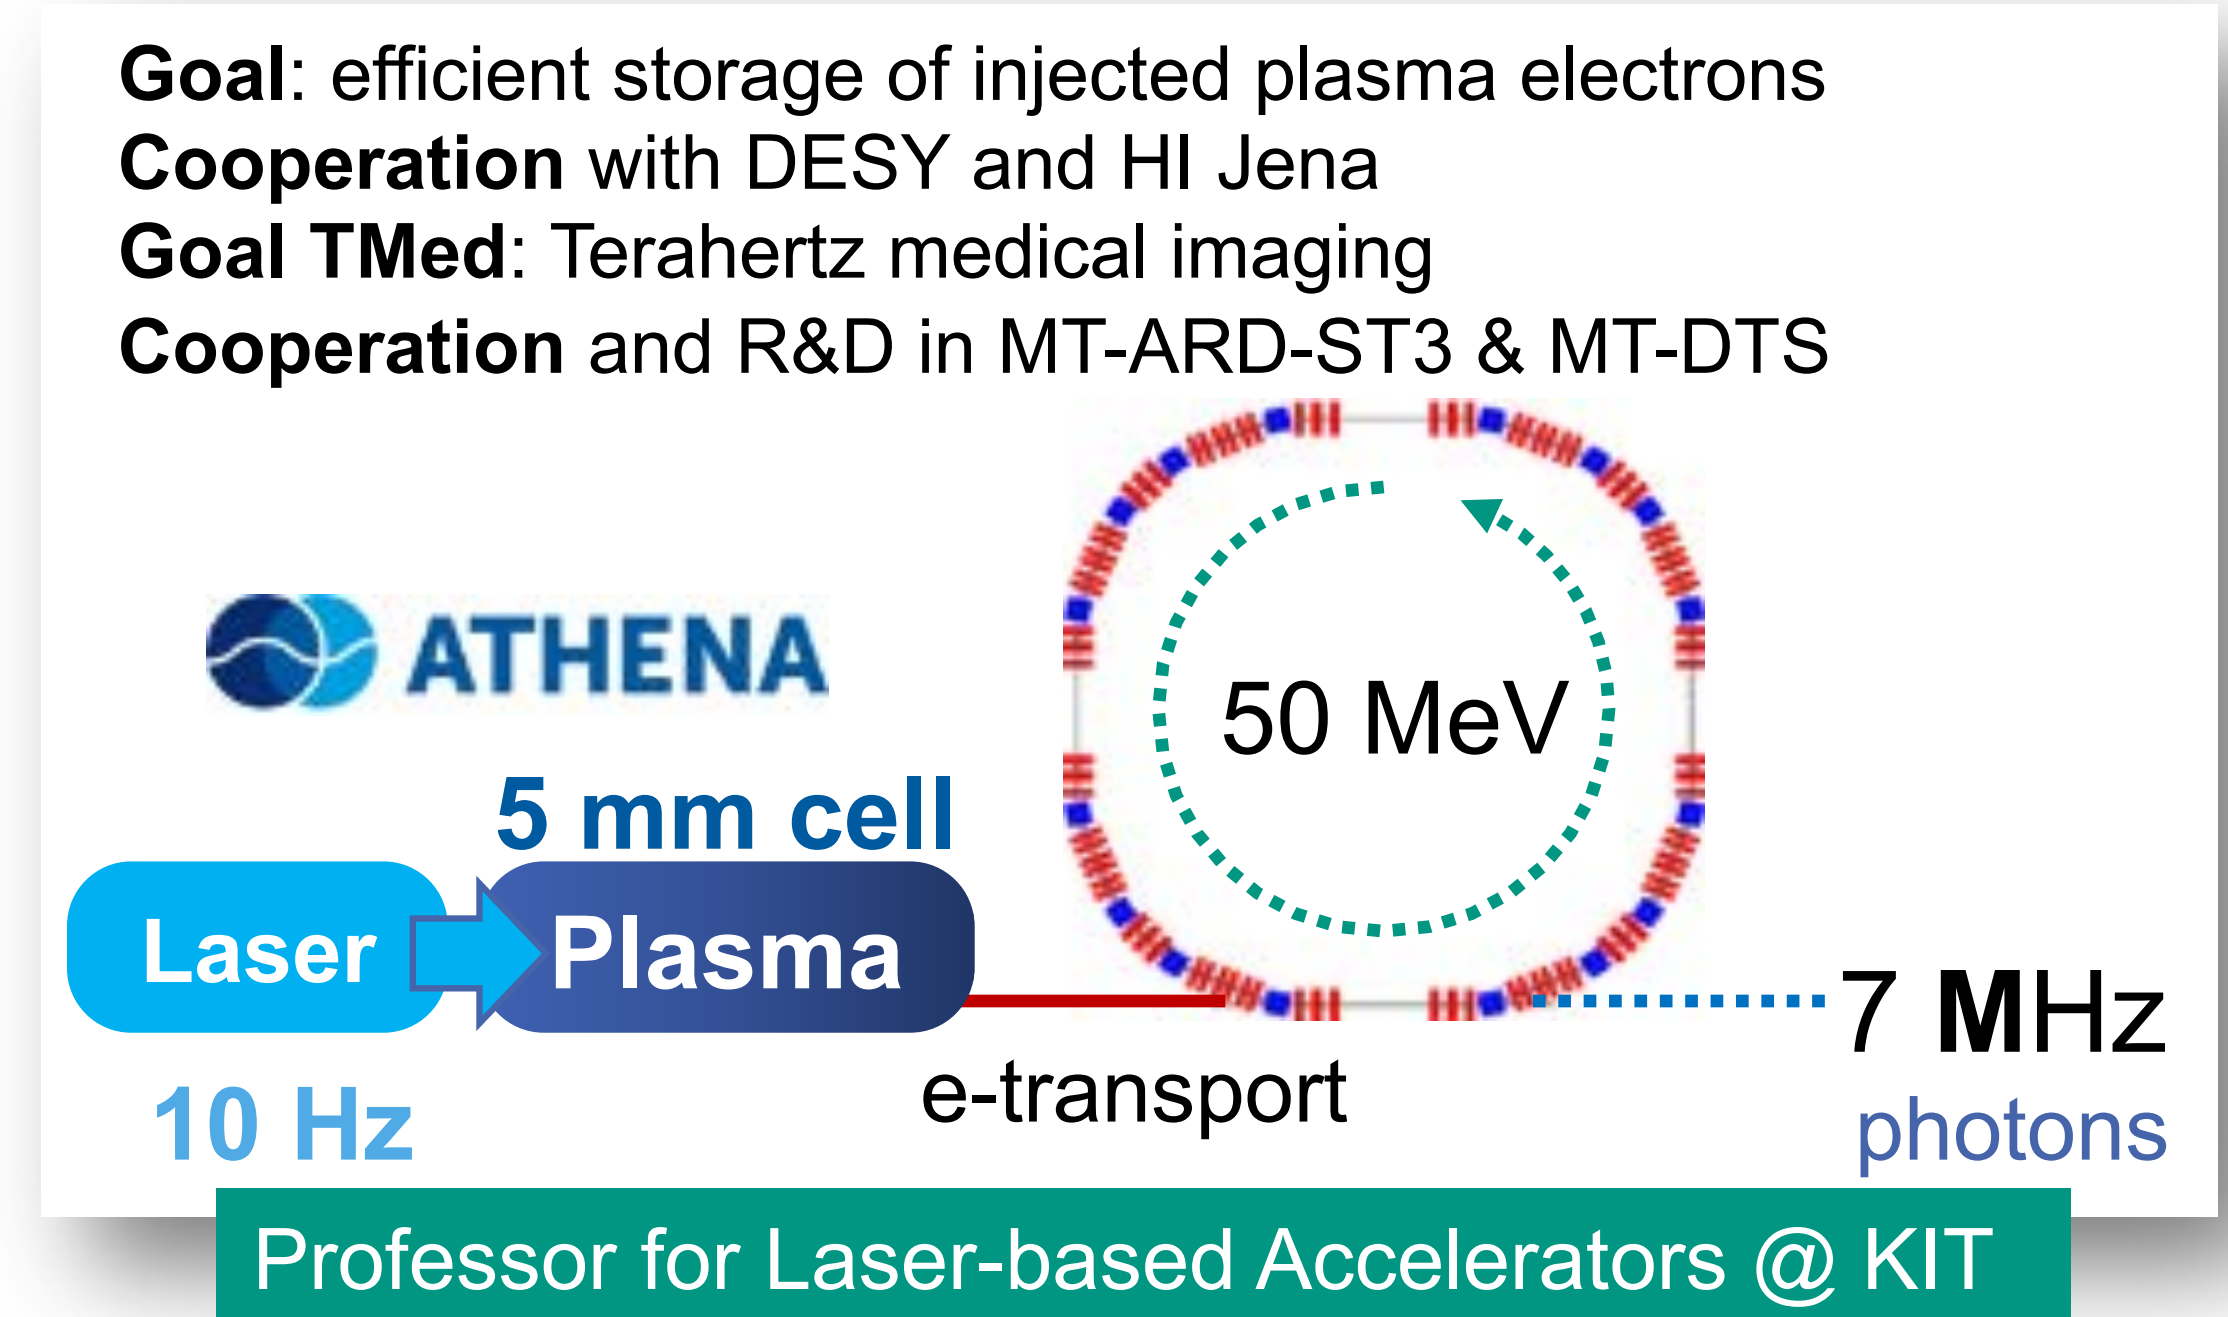 Goal: efficient storage of injected plasma electrons
Cooperation with DESY and HI Jena
Goal TMed: Terahertz medical imaging
Cooperation and R&D in MT-ARD-ST3 & MT-DTS
ATHENA
50 MeV
5 mm cell
Laser
Plasma
7 MHz
e-transport
10 Hz
photons
Professor for Laser-based Accelerators @ KIT